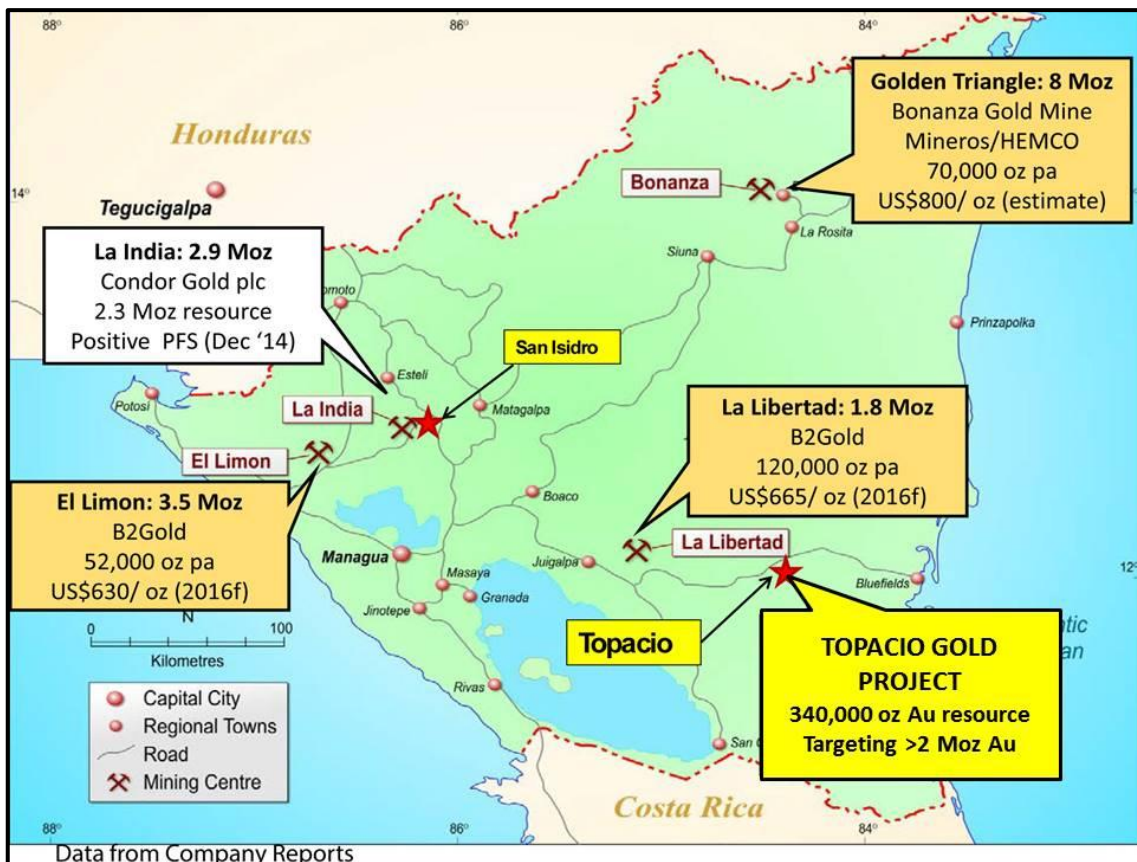 88°
86°
84°
Honduras
Golden Triangle: 8 Moz
Bonanza Gold Mine
Mineros/HEMCO
70,000 oz pa
US$800/ oz (estimate)
14°
Tegucigalpa
Bonanza
La Rosita
Siuna
La India: 2.9 Moz
Condor Gold plc
2.3 Moz resource
Positive PFS (Dec ‘14)
omoto
San Isidro
Prinzapolka
Potosi
Esteli
La India
Matagalpa
El Limon
La Libertad: 1.8 Moz
B2Gold
120,000 oz pa
US$665/ oz (2016f)
El Limon: 3.5 Moz
B2Gold
52,000 oz pa
US$630/ oz (2016f)
Boaco
Managua
La Libertad
Juigalpa
Masaya
Granada
Jinotepe
Bluefields
12°
N
0 100
Kilometres
Topacio
TOPACIO GOLD
PROJECT
340,000 oz Au resource
Targeting >2 Moz Au
ntic
an
Rivas
San
Capital City
Regional Towns
Road
Mining Centre
Costa Rica
88°
86°
84°
Data from Company Reports